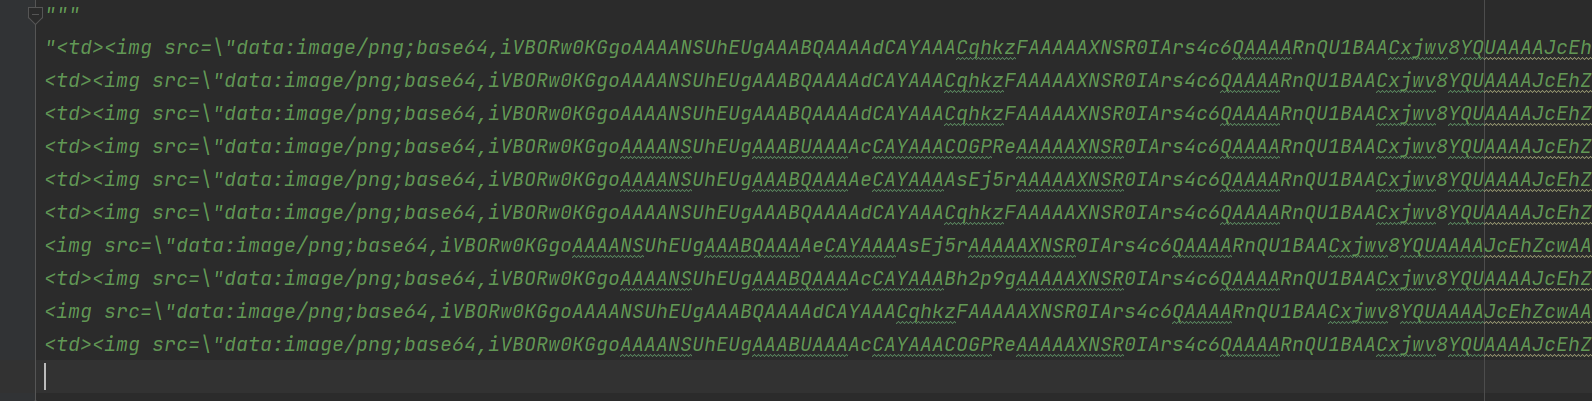 """
"<td><img src=\"data:image/png;base64,iVBORw0KGgoAAAANSUhEUgAAABQAAAAdCAYAAACqhkzFAAAAAXNSR0IArs4c6QAAAARnQU1BAACxjwv8YQUAAAAJcEh
<td><img src=\"data:image/png;base64,iVBORw0KGgoAAAANSUhEUgAAABQAAAAdCAYAAACqhkzFAAAAAXNSR0IArs4c6QAAAARnQU1BAACxjwv8YQUAAAAJcEhZ
<td><img src=\"data:image/png;base64,iVBORw0KGgoAAAANSUhEUgAAABQAAAAdCAYAAACqhkzFAAAAAXNSR0IArs4c6QAAAARnQU1BAACxjwv8YQUAAAAJcEhZ
<td><img src=\"data:image/png;base64,iVBORw0KGgoAAAANSUhEUgAAABUAAAAcCAYAAACOGPReAAAAAXNSR0IArs4c6QAAAARnQU1BAACxjwv8YQUAAAAJcEhZ
<td><img src=\"data:image/png;base64,iVBORw0KGgoAAAANSUhEUgAAABQAAAAeCAYAAAAsEj5rAAAAAXNSR0IArs4c6QAAAARnQU1BAACxjwv8YQUAAAAJcEhZ
<td><img src=\"data:image/png;base64,iVBORw0KGgoAAAANSUhEUgAAABQAAAAdCAYAAACqhkzFAAAAAXNSR0IArs4c6QAAAARnQU1BAACxjwv8YQUAAAAJcEhZ
<img src=\"data:image/png;base64,iVBORw0KGgoAAAANSUhEUgAAABQAAAAeCAYAAAAsEj5rAAAAAXNSR0IArs4c6QAAAARnQU1BAACxjwv8YQUAAAAJcEhZcwAA
<td><img src=\"data:image/png;base64,iVBORw0KGgoAAAANSUhEUgAAABQAAAAcCAYAAABh2p9gAAAAAXNSR0IArs4c6QAAAARnQU1BAACxjwv8YQUAAAAJcEhZ
<img src=\"data:image/png;base64,iVBORw0KGgoAAAANSUhEUgAAABQAAAAdCAYAAACqhkzFAAAAAXNSR0IArs4c6QAAAARnQU1BAACxjwv8YQUAAAAJcEhZcwAA
<td><img src=\"data:image/png;base64,iVBORw0KGgoAAAANSUhEUgAAABUAAAAcCAYAAACOGPReAAAAAXNSR0IArs4c6QAAAARnQU1BAACxjwv8YQUAAAAJcEhZ